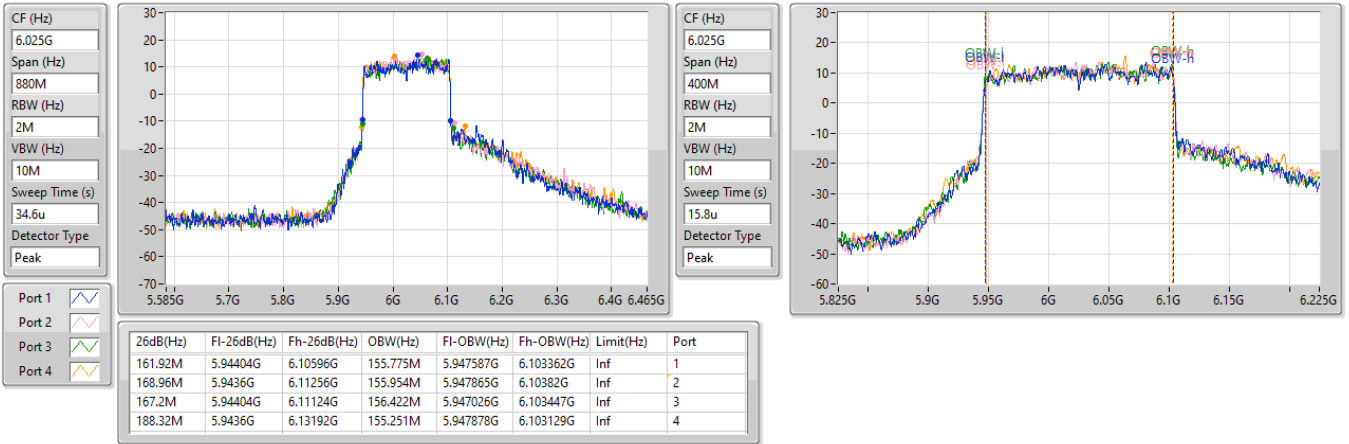 CF (Hz)
6.025G
Span (Hz)
880M
RBW (Hz)
2M
VBW (Hz)
10M
Sweep Time (s)
34.6u
Detector Type
Peak
30
20
10
0
-10
-20
-30
-40
-50
-60
-70
5.585G 5.7G 5.8G 5.9G 6G 6.1G 6.2G 6.3G 6.4G 6.465G
CF (Hz)
6.025G
Span (Hz)
400M
RBW (Hz)
2M
VBW (Hz)
10M
Sweep Time (s)
15.8u
Detector Type
Peak
30
20
10
0
-10
-20
-30
-40
-50
-60
OBW-l OBW-h
5.825G 5.9G 5.95G 6G 6.05G 6.1G 6.15G 6.225G
Port 1
Port 2
Port 3
Port 4
26dB(Hz) Fl-26dB(Hz) Fh-26dB(Hz) OBW(Hz) Fl-OBW(Hz) Fh-OBW(Hz) Limit(Hz) Port
161.92M 5.94404G 6.10596G 155.775M 5.947587G 6.103362G Inf 1
168.96M 5.9436G 6.11256G 155.954M 5.947865G 6.10382G Inf 2
167.2M 5.94404G 6.11124G 156.422M 5.947026G 6.103447G Inf 3
188.32M 5.9436G 6.13192G 155.251M 5.947878G 6.103129G Inf 4